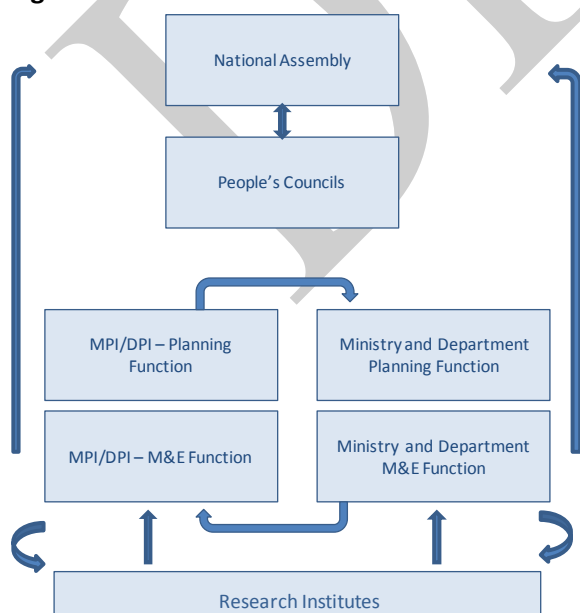 National Assembly
People's Councils
MPI/DPI – Planning
Function
Ministry and Department
Planning Function
MPI/DPI – M&E Function
Ministry and Department
M&E Function
Research Institutes